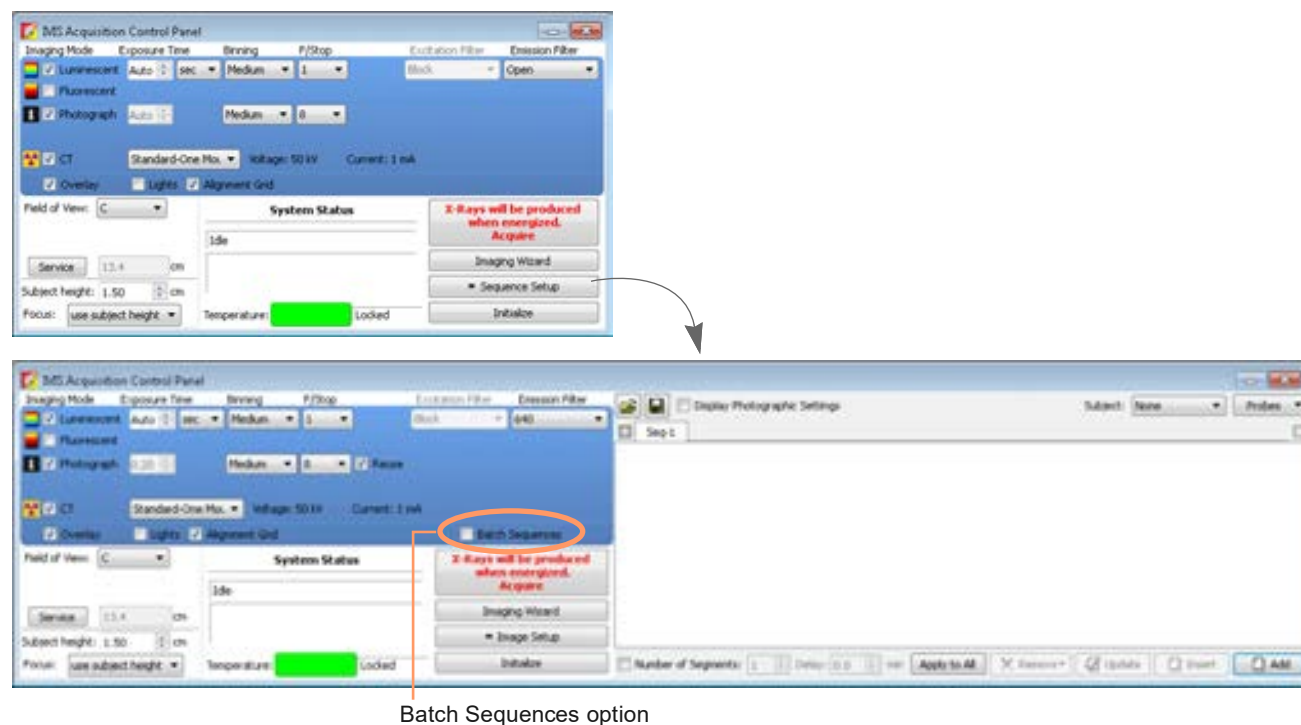 IVIS Acquisition Control Panel
Imaging Mode Exposure Time Binning F/Stop Excitation Filter Emission Filter
Luminescent Auto sec Medium 1 Block Open
Fluorescent
Photograph Auto Medium 8
CT Standard-One Mou. Voltage: 50 kV Current: 1 mA
Overlay Lights Alignment Grid
Field of View: C System Status X-Rays will be produced
when energized.
Acquire
Idle
Service 13.4 cm Imaging Wizard
Subject height: 1.50 cm Sequence Setup
Focus: use subject height Temperature: Locked Initialize
IVIS Acquisition Control Panel
Imaging Mode Exposure Time Binning F/Stop Excitation Filter Emission Filter
Display Photographic Settings Subject: None Probes
Luminescent Auto sec Medium 1 Block 640
Seq-1
Fluorescent
Photograph 0.20 Medium 8 Reuse
CT Standard-One Mou. Voltage: 50 kV Current: 1 mA
Overlay Lights Alignment Grid Batch Sequences
Field of View: C System Status X-Rays will be produced
when energized.
Acquire
Idle
Service 13.4 cm Imaging Wizard
Subject height: 1.50 cm Image Setup
Focus: use subject height Temperature: Locked Initialize
Number of Segments: 1 Delay: 0.0 Apply to All Remove Update Insert Add
Batch Sequences option